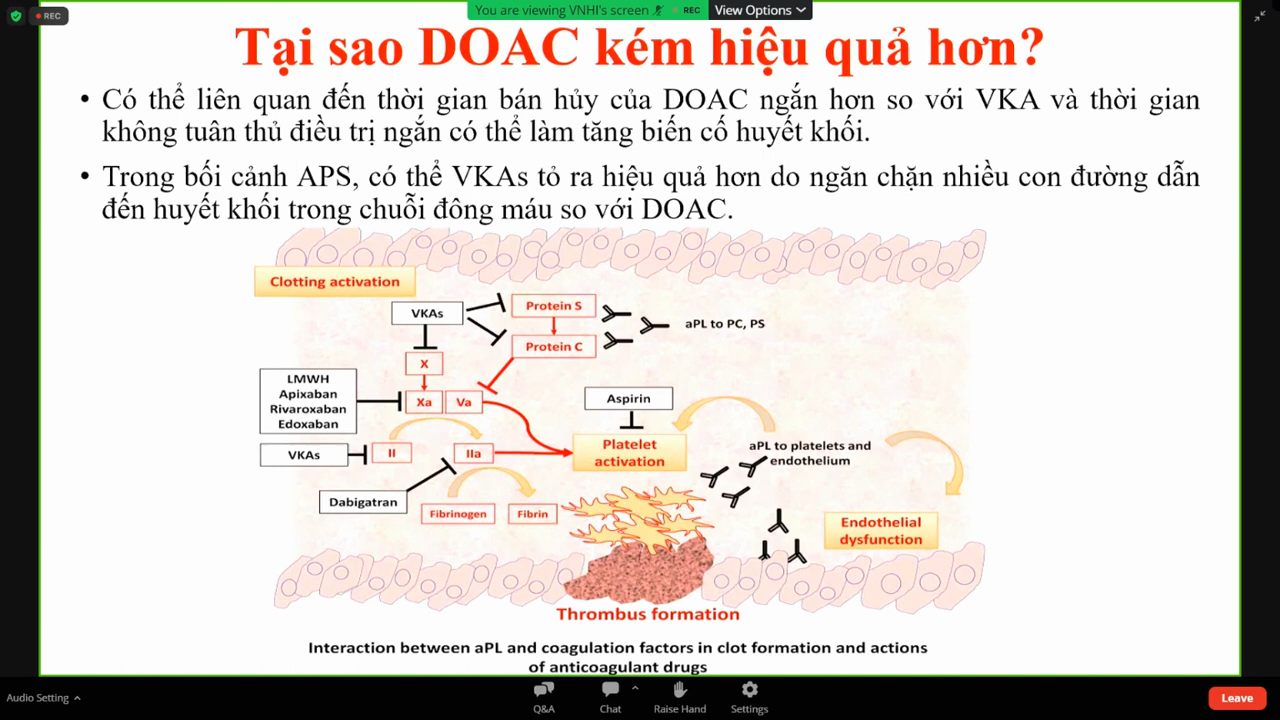 REC
You are viewing VNHI's screen
REC
View Options
Tại sao DOAC kém hiệu quả hơn?
• Có thể liên quan đến thời gian bán hủy của DOAC ngắn hơn so với VKA và thời gian
không tuân thủ điều trị ngắn có thể làm tăng biến cố huyết khối.
• Trong bối cảnh APS, có thể VKAs tỏ ra hiệu quả hơn do ngăn chặn nhiều con đường dẫn
đến huyết khối trong chuỗi đông máu so với DOAC.
Clotting activation
VKAs
Protein S
aPL to PC, PS
Protein C
X
LMWH
Apixaban
Rivaroxaban
Edoxaban
Xa
Va
Aspirin
VKAs
II
IIa
Platelet
activation
aPL to platelets and
endothelium
Dabigatran
Fibrinogen
Fibrin
Endothelial
dysfunction
Thrombus formation
Interaction between aPL and coagulation factors in clot formation and actions
of anticoagulant drugs
Audio Setting
Q&A
Chat
Raise Hand
Settings
Leave